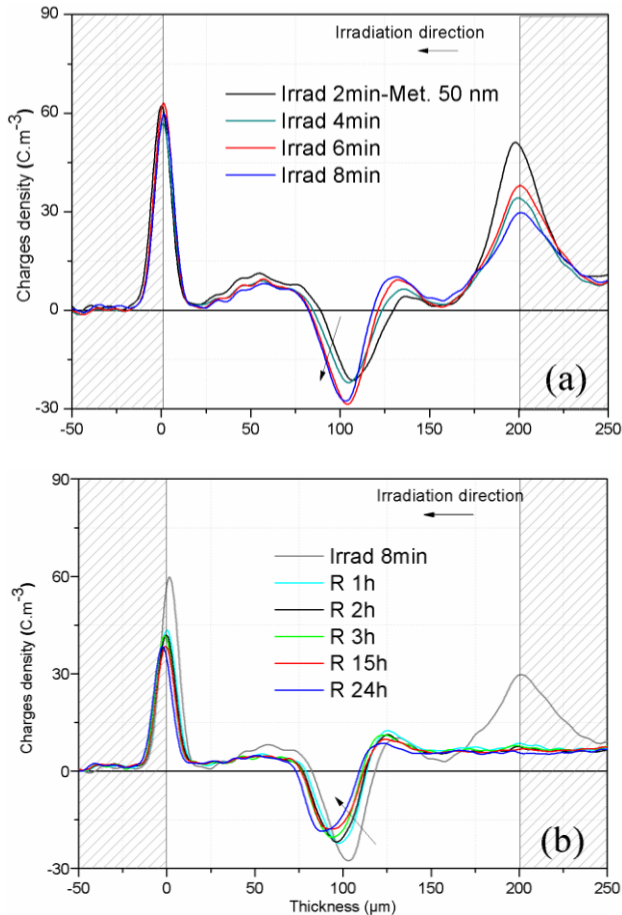 90
60
30
0
-30
Charges density (C.m-3)
Irradiation direction
Irrad 2min-Met. 50 nm
Irrad 4min
Irrad 6min
Irrad 8min
(a)
-50 0 50 100 150 200 250
90
60
30
0
-30
Charges density (C.m-3)
Irradiation direction
Irrad 8min
R 1h
R 2h
R 3h
R 15h
R 24h
(b)
-50 0 50 100 150 200 250
Thickness (µm)